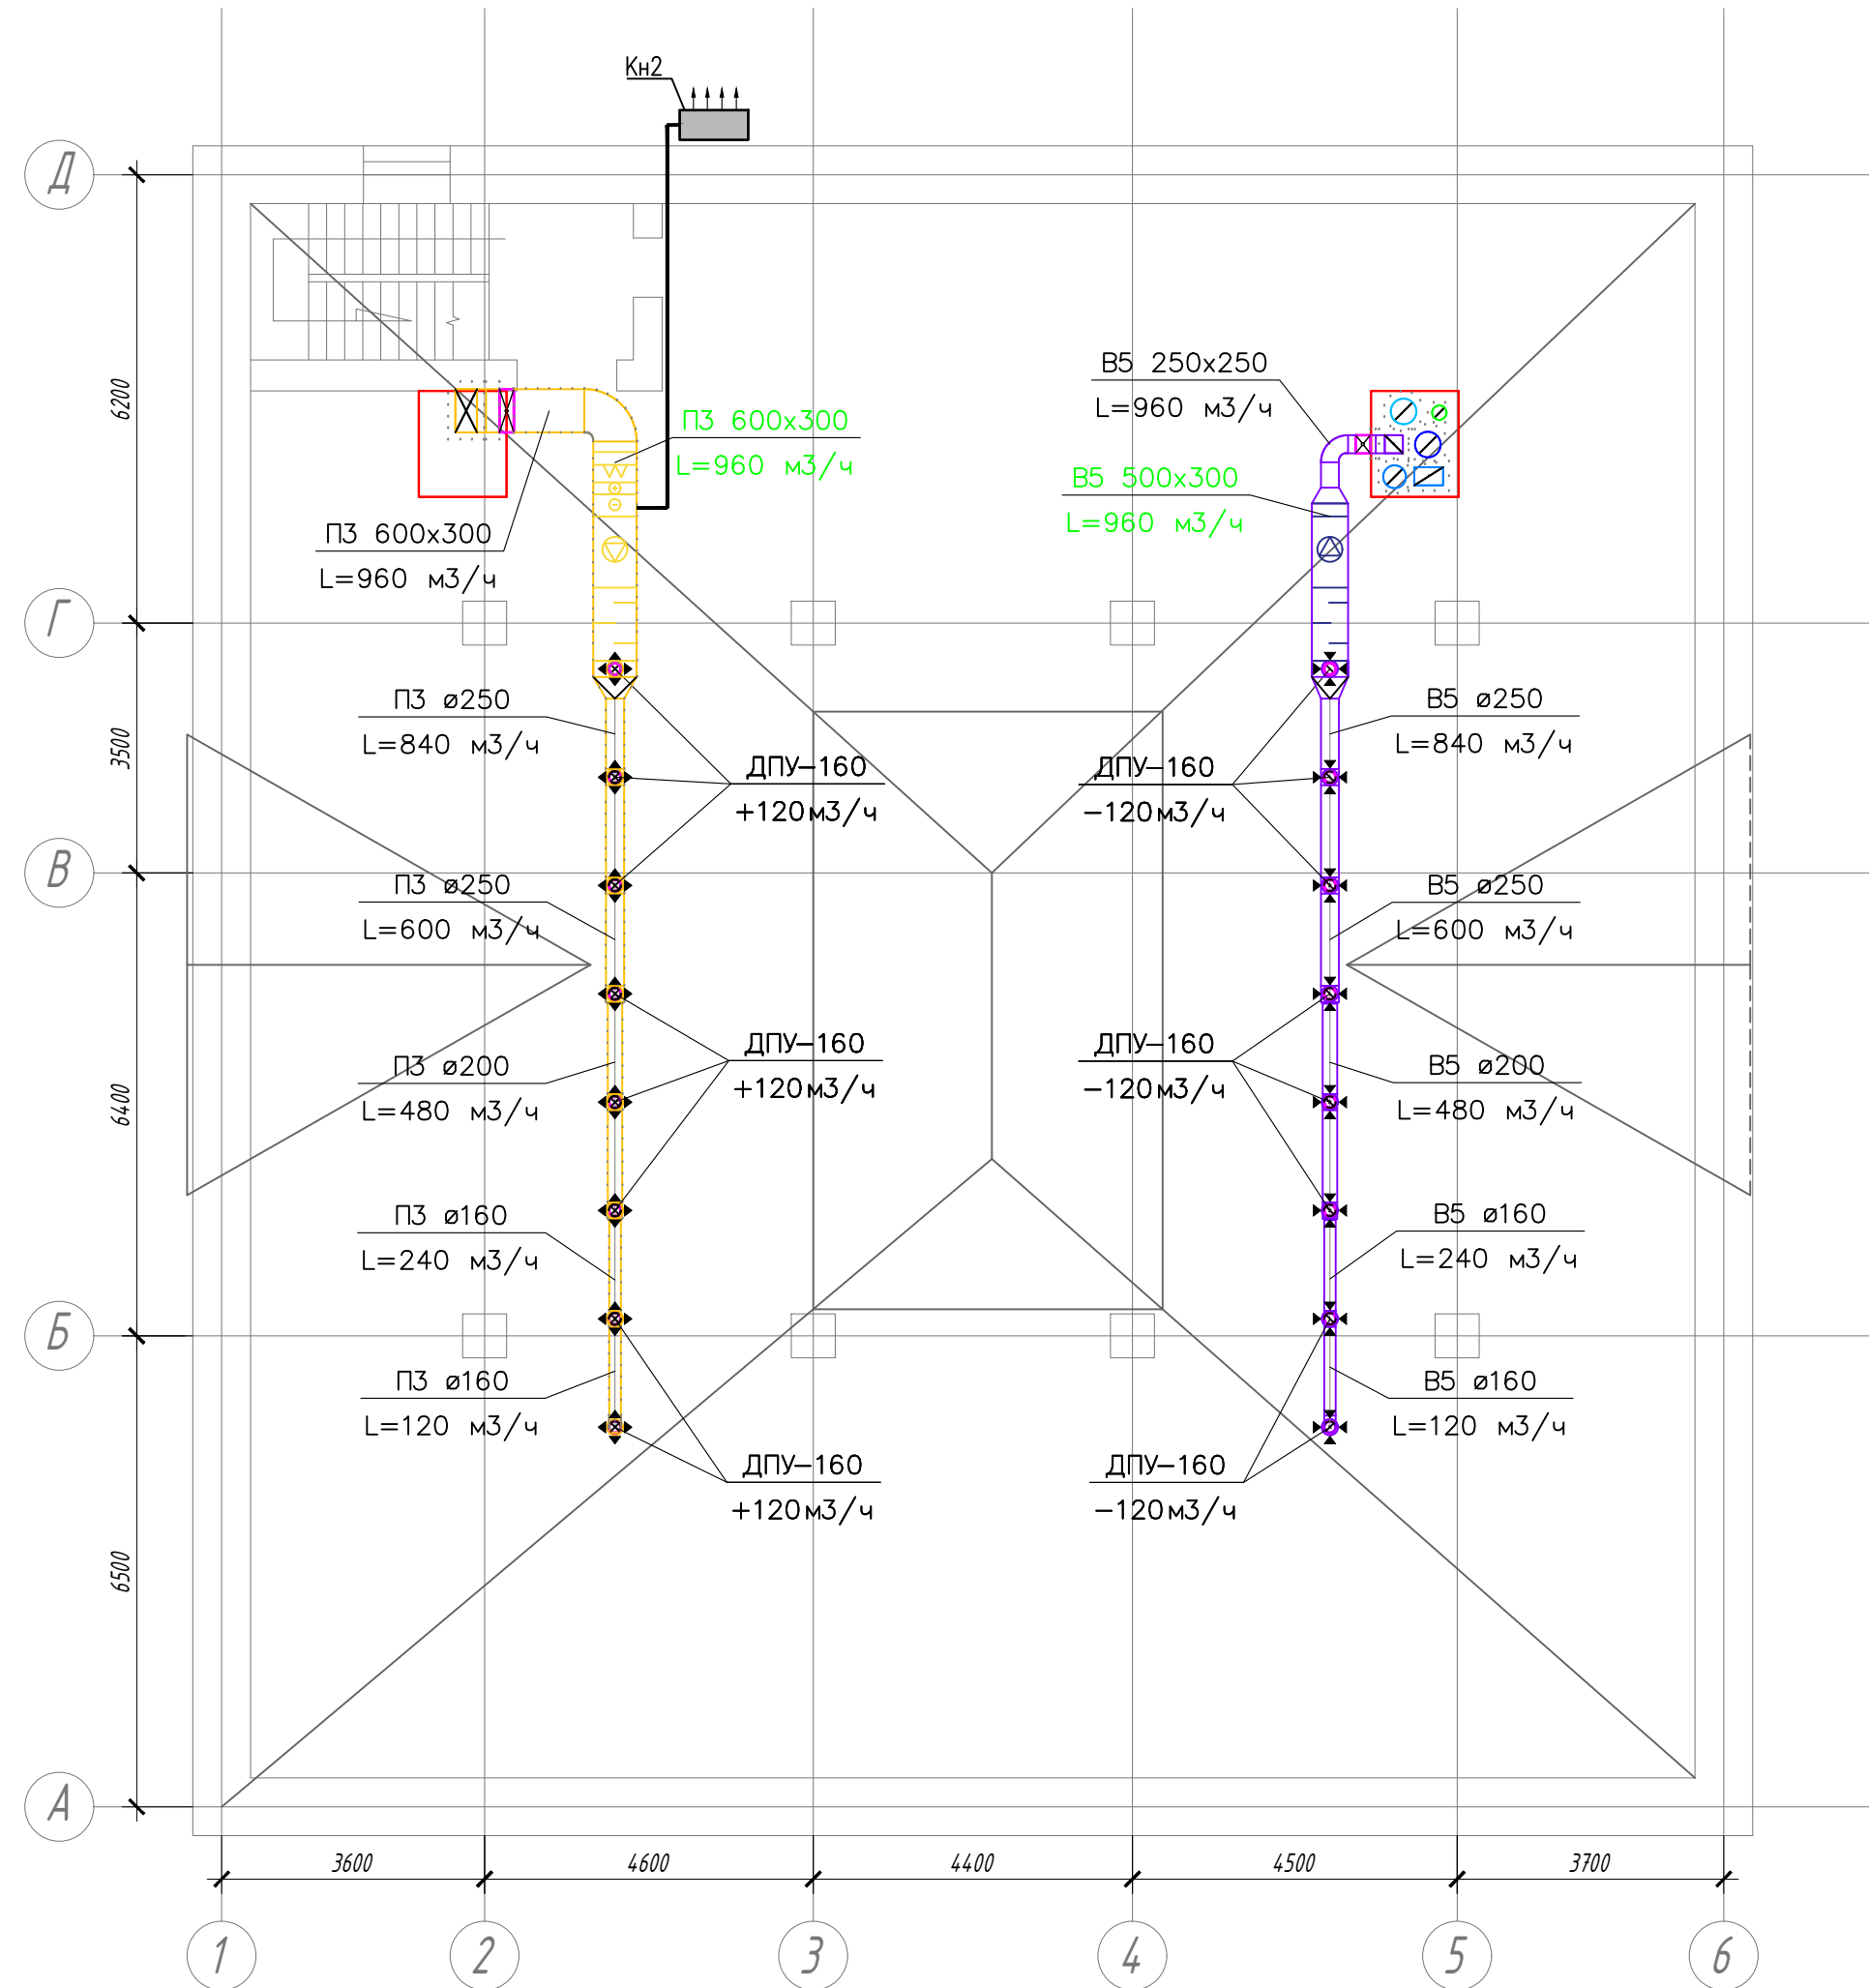 Кн2
Д
П3 600x300
L=960 м3/ч
В5 250x250
L=960 м3/ч
В5 500x300
L=960 м3/ч
6200
П3 600x300
L=960 м3/ч
Г
П3 ø250
L=840 м3/ч
ДПУ-160
+120м3/ч
ДПУ-160
-120м3/ч
В5 ø250
L=840 м3/ч
3500
В
П3 ø250
L=600 м3/ч
В5 ø250
L=600 м3/ч
ДПУ-160
+120м3/ч
ДПУ-160
-120м3/ч
П3 ø200
L=480 м3/ч
В5 ø200
L=480 м3/ч
6400
П3 ø160
L=240 м3/ч
В5 ø160
L=240 м3/ч
Б
П3 ø160
L=120 м3/ч
В5 ø160
L=120 м3/ч
ДПУ-160
+120м3/ч
ДПУ-160
-120м3/ч
6500
А
3600
4600
4400
4500
3700
1
2
3
4
5
6